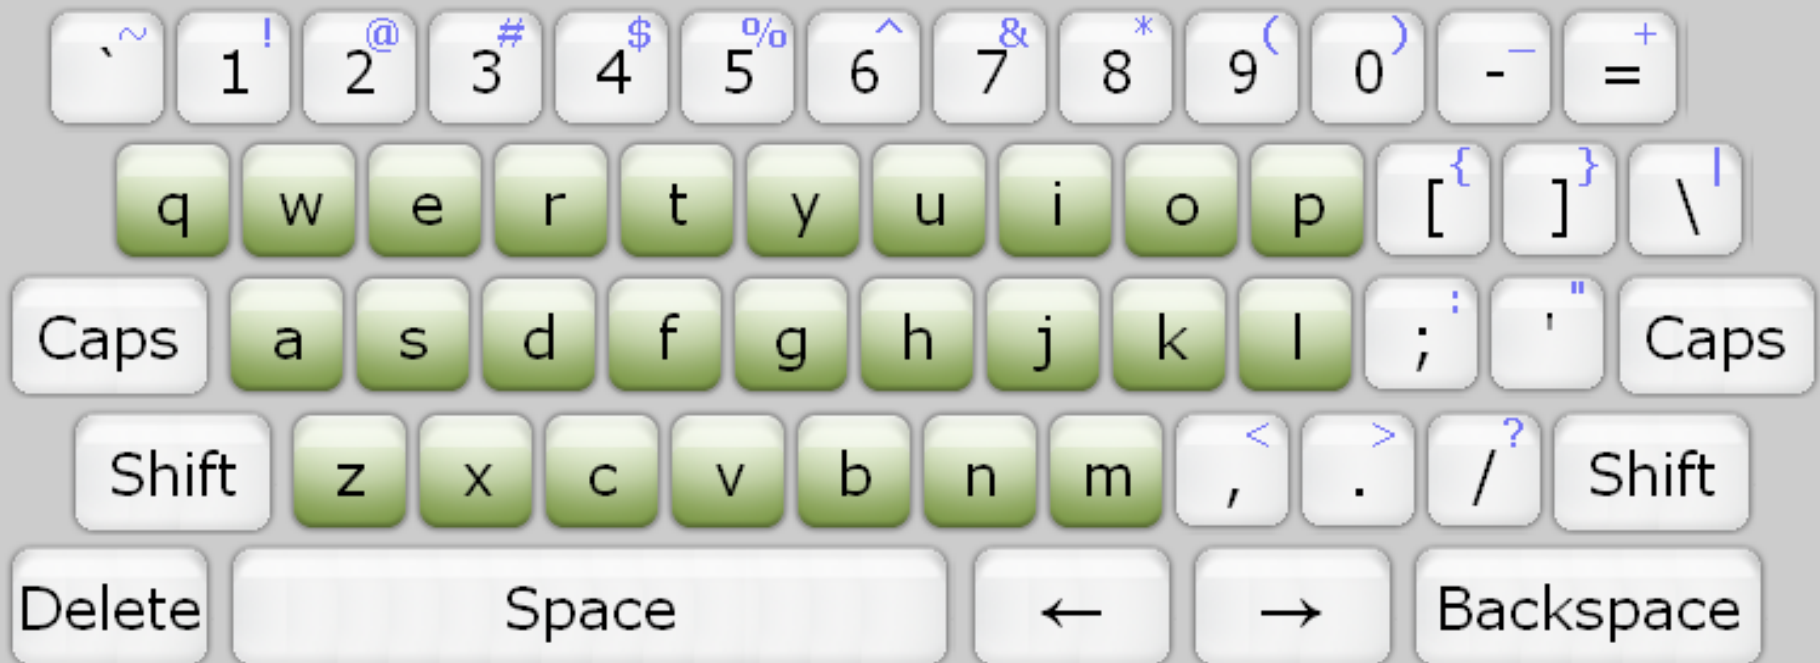 ` ~ 1 ! 2 @ 3 # 4 $ 5 % 6 ^ 7 & 8 * 9 ( 0 ) - _ = +
q w e r t y u i o p [ { ] } \ |
Caps a s d f g h j k l ; : ' " Caps
Shift z x c v b n m , < . > / ? Shift
Delete Space ← → Backspace